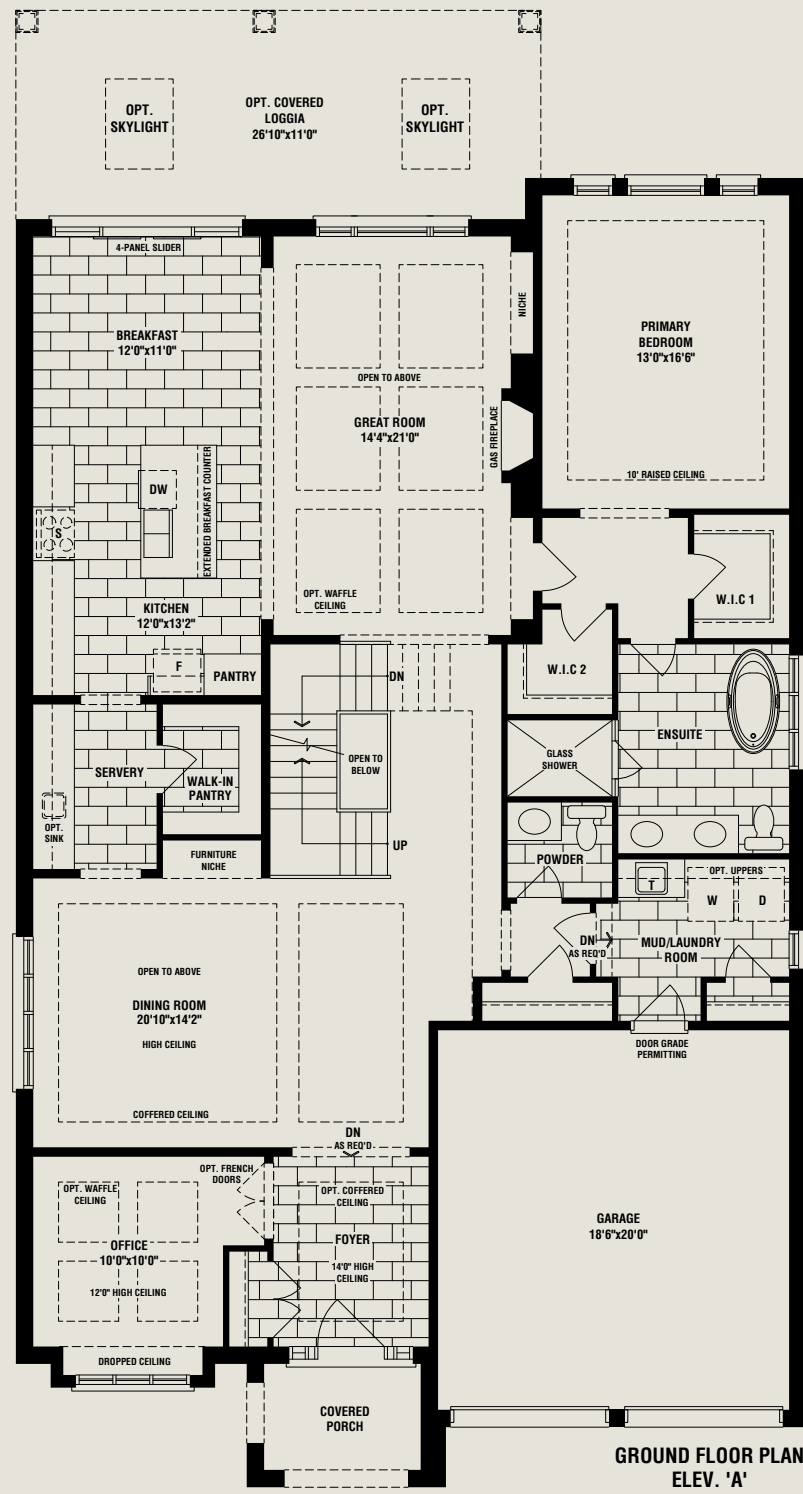 OPT.
SKYLIGHT
OPT. COVERED
LOGGIA
26'10"x11'0"
OPT.
SKYLIGHT
4-PANEL SLIDER
BREAKFAST
12'0"x11'0"
OPEN TO ABOVE
GREAT ROOM
14'4"x21'0"
NICHE
GAS FIREPLACE
PRIMARY
BEDROOM
13'0"x16'6"
10' RAISED CEILING
DW
EXTENDED BREAKFAST COUNTER
S
KITCHEN
12'0"x13'2"
OPT. WAFFLE
CEILING
W.I.C 1
F
PANTRY
DN
W.I.C 2
ENSUITE
SERVERY
WALK-IN
PANTRY
OPEN TO
BELOW
GLASS
SHOWER
OPT.
SINK
UP
FURNITURE
NICHE
POWDER
OPT. UPPERS
T
W
D
DN
AS REQ'D
MUD/LAUNDRY
ROOM
OPEN TO ABOVE
DINING ROOM
20'10"x14'2"
HIGH CEILING
COFFERED CEILING
DOOR GRADE
PERMITTING
DN
AS REQ'D
OPT. FRENCH
DOORS
OPT. WAFFLE
CEILING
OFFICE
10'0"x10'0"
12'0" HIGH CEILING
DROPPED CEILING
OPT. COFFERED
CEILING
FOYER
14'0" HIGH
CEILING
GARAGE
18'6"x20'0"
COVERED
PORCH
GROUND FLOOR PLAN
ELEV. 'A'